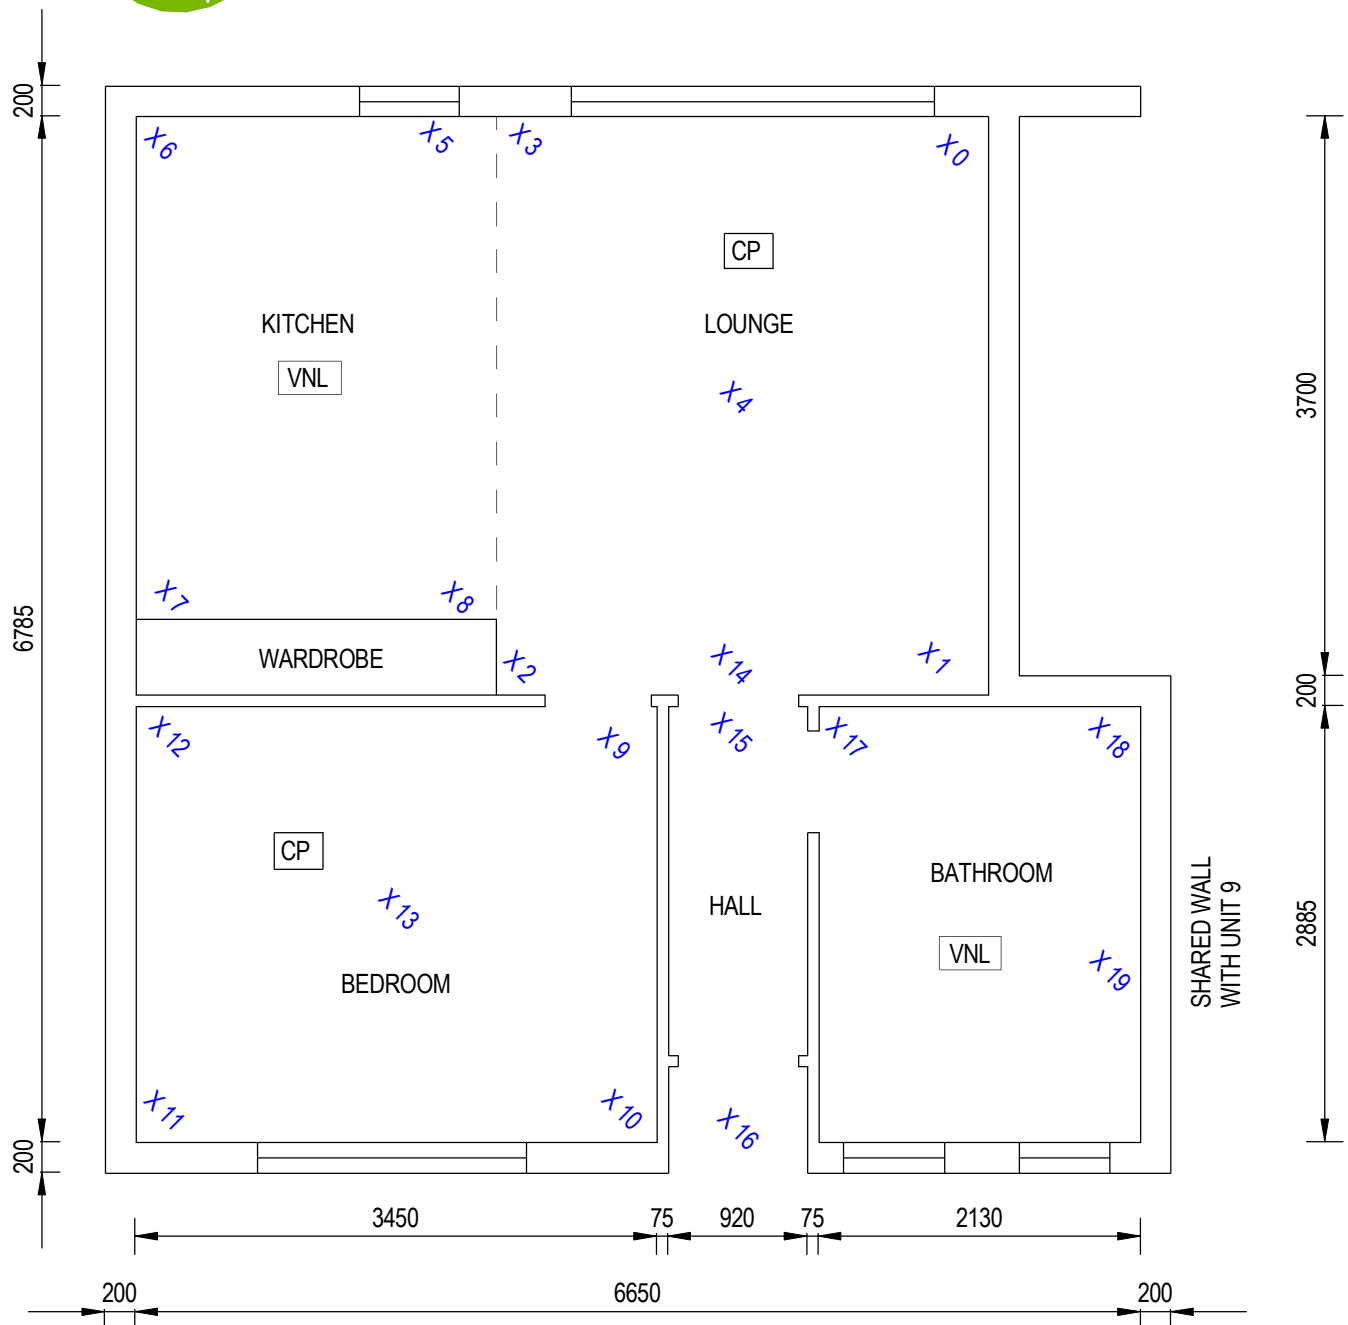 200
X6
X5
X3
X0
CP
KITCHEN
LOUNGE
VNL
X4
3700
X7
X8
6785
WARDROBE
X2
X14
X1
200
X12
X9
X15
X17
X18
CP
BATHROOM
X13
HALL
SHARED WALL
WITH UNIT 9
2885
VNL
X19
BEDROOM
X11
X10
X16
200
3450
75
920
75
2130
200
6650
200